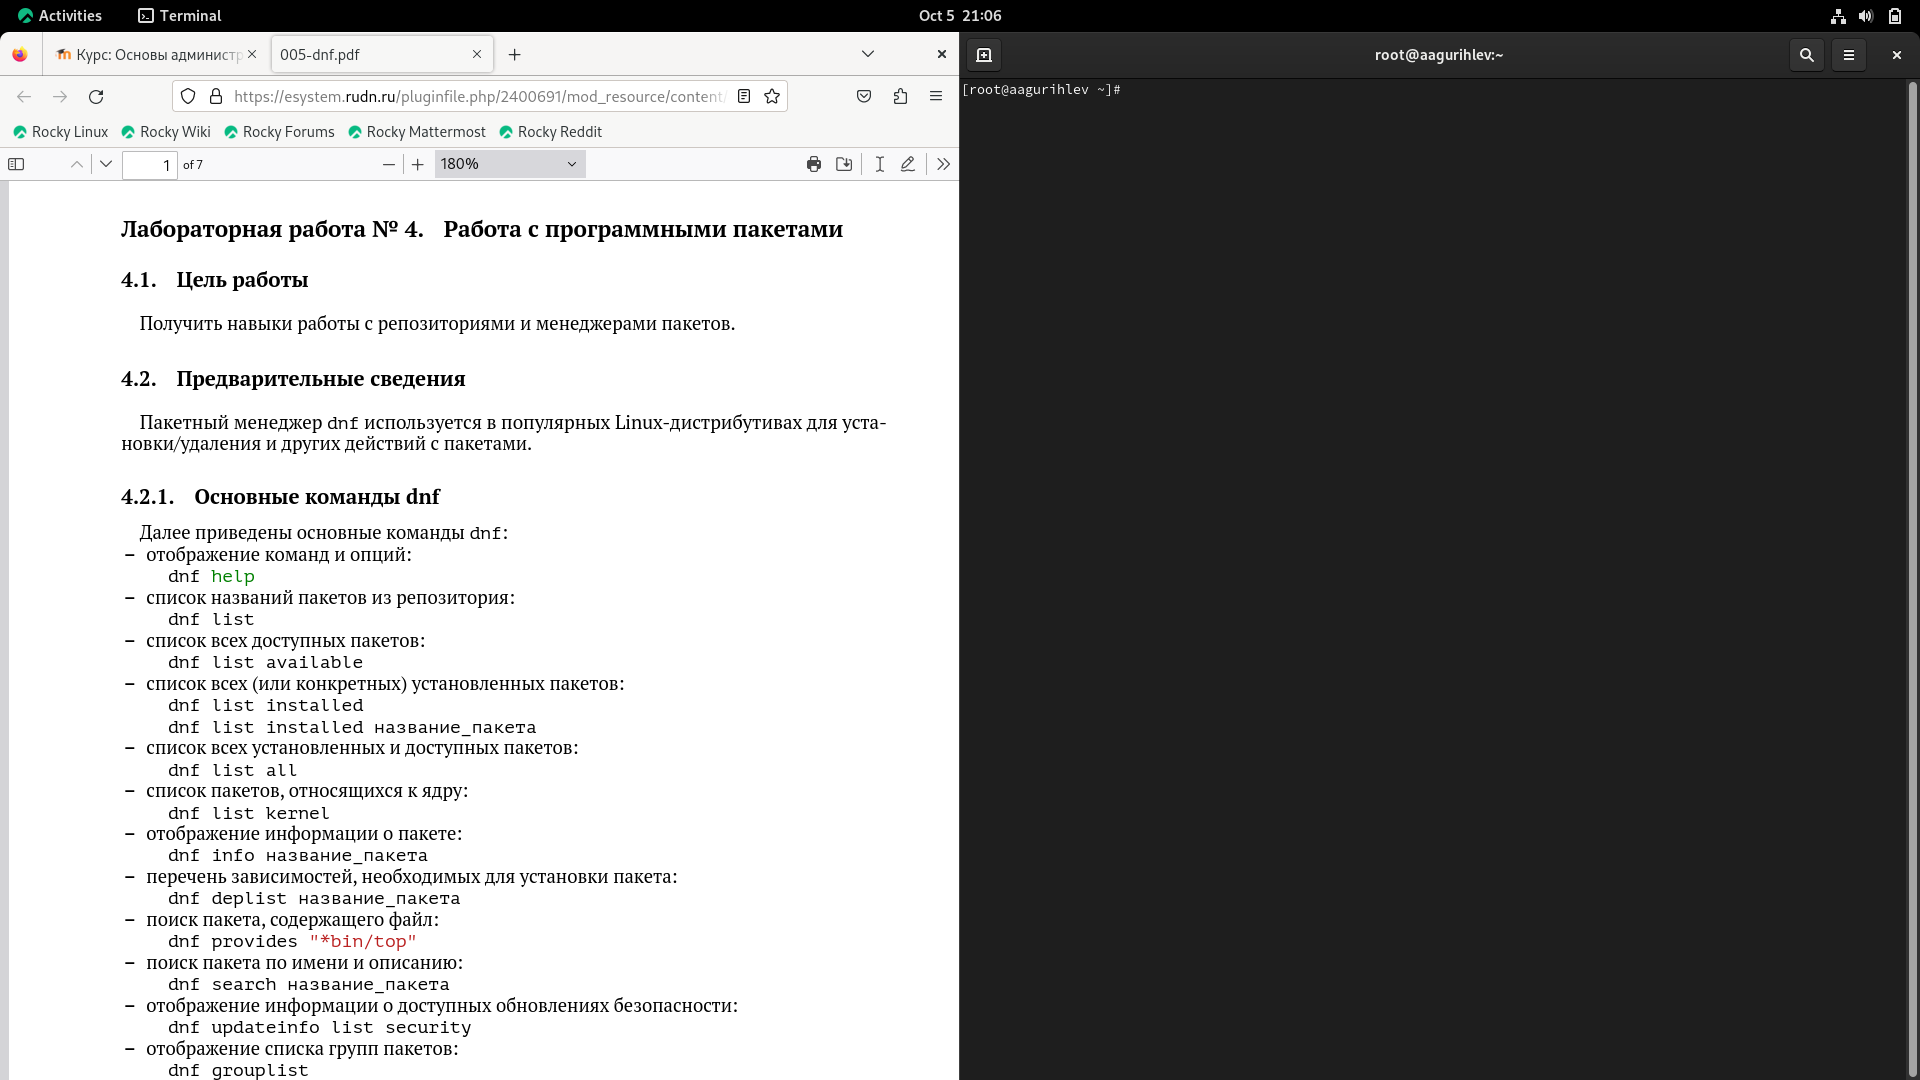 Activities
Terminal
Oct 5 21:06
Курс: Основы администр
005-dnf.pdf
root@aagurihlev:~
https://esystem.rudn.ru/pluginfile.php/2400691/mod_resource/content/
[root@aagurihlev ~]#
Rocky Linux
Rocky Wiki
Rocky Forums
Rocky Mattermost
Rocky Reddit
1 of 7
180%
Лабораторная работа № 4. Работа с программными пакетами
4.1. Цель работы
Получить навыки работы с репозиториями и менеджерами пакетов.
4.2. Предварительные сведения
Пакетный менеджер dnf используется в популярных Linux-дистрибутивах для уста-
новки/удаления и других действий с пакетами.
4.2.1. Основные команды dnf
Далее приведены основные команды dnf:
– отображение команд и опций:
dnf help
– список названий пакетов из репозитория:
dnf list
– список всех доступных пакетов:
dnf list available
– список всех (или конкретных) установленных пакетов:
dnf list installed
dnf list installed название_пакета
– список всех установленных и доступных пакетов:
dnf list all
– список пакетов, относящихся к ядру:
dnf list kernel
– отображение информации о пакете:
dnf info название_пакета
– перечень зависимостей, необходимых для установки пакета:
dnf deplist название_пакета
– поиск пакета, содержащего файл:
dnf provides "*bin/top"
– поиск пакета по имени и описанию:
dnf search название_пакета
– отображение информации о доступных обновлениях безопасности:
dnf updateinfo list security
– отображение списка групп пакетов:
dnf grouplist